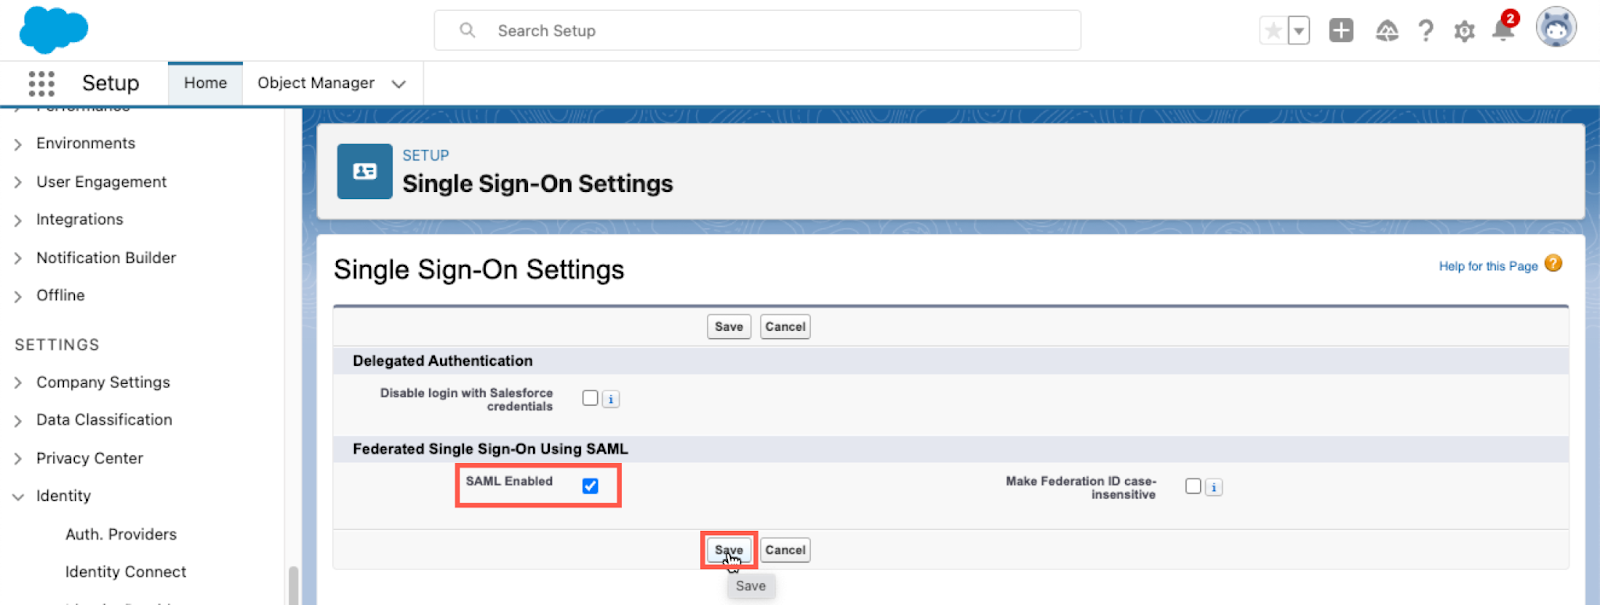 Search Setup
2
Setup
Home
Object Manager
Performance
Environments
User Engagement
Integrations
Notification Builder
Offline
SETTINGS
Company Settings
Data Classification
Privacy Center
Identity
Auth. Providers
Identity Connect
SETUP
Single Sign-On Settings
Single Sign-On Settings
Help for this Page ?
Save Cancel
Delegated Authentication
Disable login with Salesforce
credentials
i
Federated Single Sign-On Using SAML
SAML Enabled
Make Federation ID case-
insensitive
i
Save Cancel
Save